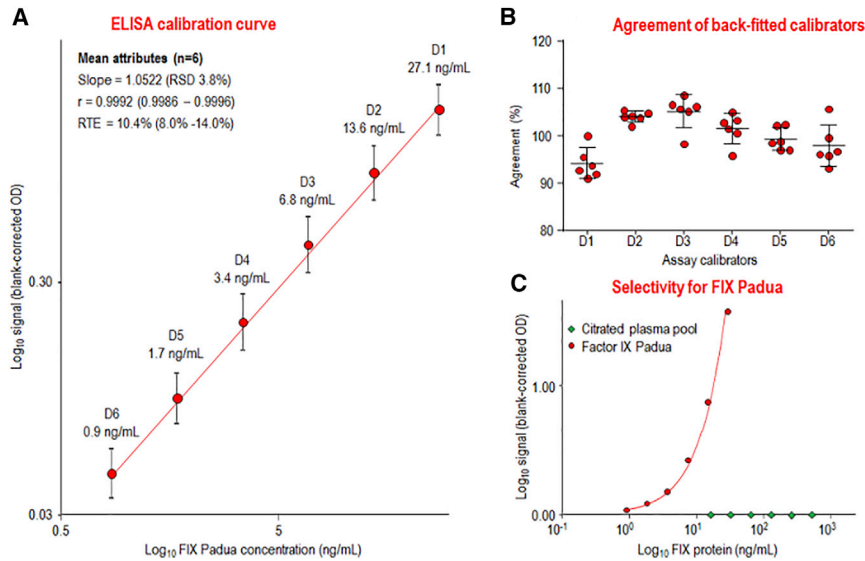 A
ELISA calibration curve
Mean attributes (n=6)
Slope = 1.0522 (RSD 3.8%)
r = 0.9992 (0.9986 – 0.9996)
RTE = 10.4% (8.0% -14.0%)
D1
27.1 ng/mL
D2
13.6 ng/mL
D3
6.8 ng/mL
D4
3.4 ng/mL
D5
1.7 ng/mL
D6
0.9 ng/mL
Log10 signal (blank-corrected OD)
0.30
0.03
0.5
5
Log10 FIX Padua concentration (ng/mL)
B
Agreement of back-fitted calibrators
Agreement (%)
120
110
100
90
80
D1 D2 D3 D4 D5 D6
Assay calibrators
C
Selectivity for FIX Padua
Citrated plasma pool
Factor IX Padua
Log10 signal (blank-corrected OD)
1.00
0.00
10-1 100 101 102 103
Log10 FIX protein (ng/mL)